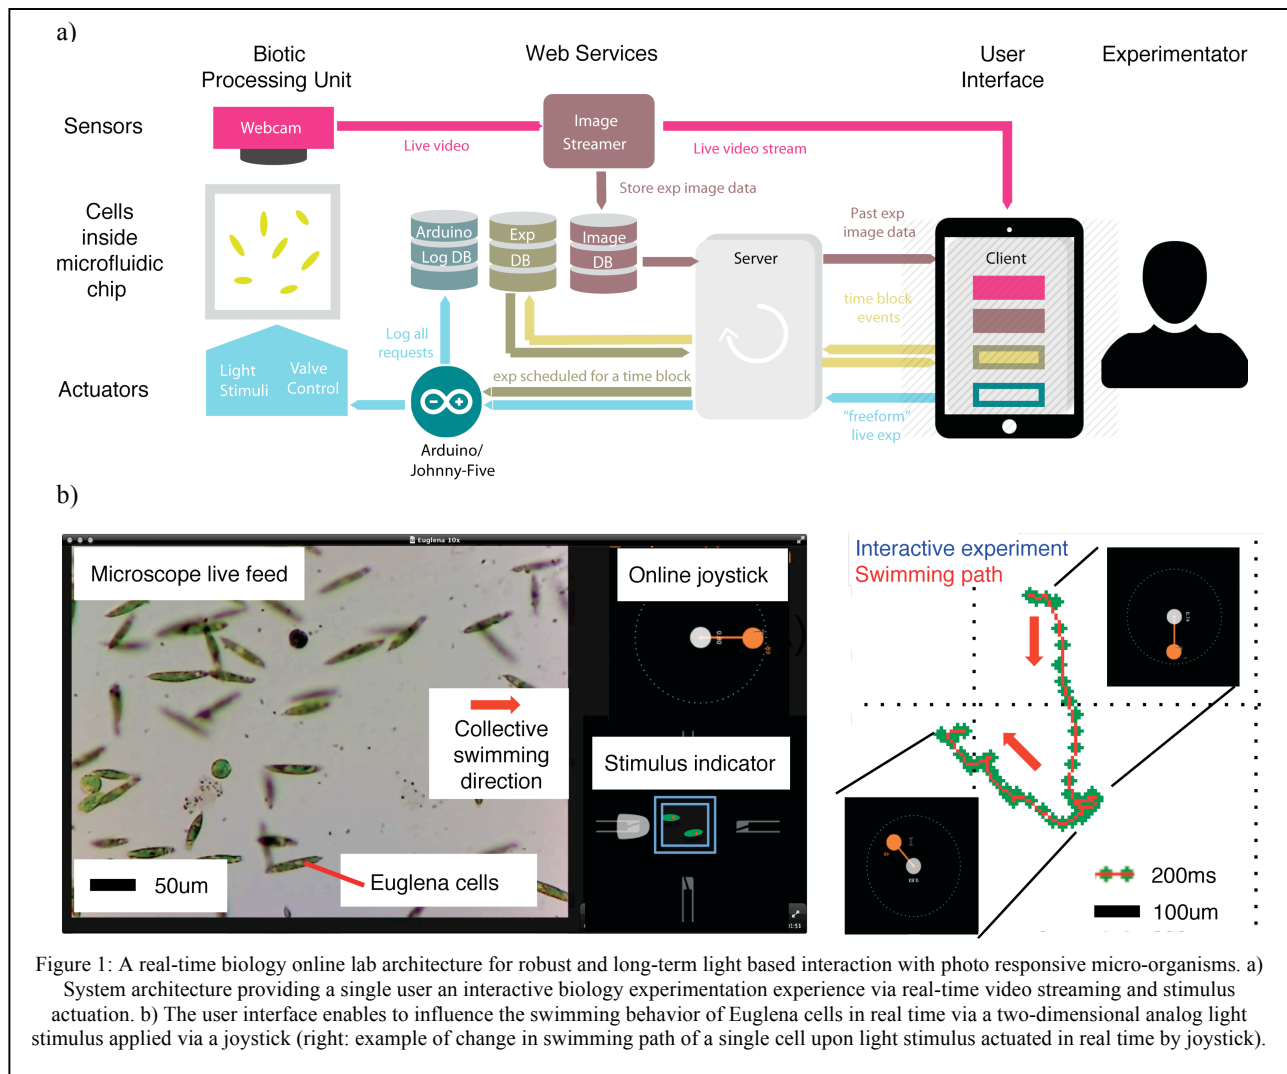 a)
Biotic
Processing Unit
Web Services
User
Interface
Experimentator
Sensors
Webcam
Live video
Image
Streamer
Live video stream
Store exp image data
Cells
inside
microfluidic
chip
Arduino
Log DB
Exp
DB
Image
DB
Server
Past exp
image data
Client
time block
events
Log all
requests
exp scheduled for a time block
"freeform"
live exp
Actuators
Light
Stimuli
Valve
Control
Arduino/
Johnny-Five
b)
Euglena 10x
Microscope live feed
Online joystick
Collective
swimming
direction
Stimulus indicator
50um
Euglena cells
Interactive experiment
Swimming path
200ms
100um
Figure 1: A real-time biology online lab architecture for robust and long-term light based interaction with photo responsive micro-organisms. a)
System architecture providing a single user an interactive biology experimentation experience via real-time video streaming and stimulus
actuation. b) The user interface enables to influence the swimming behavior of Euglena cells in real time via a two-dimensional analog light
stimulus applied via a joystick (right: example of change in swimming path of a single cell upon light stimulus actuated in real time by joystick).